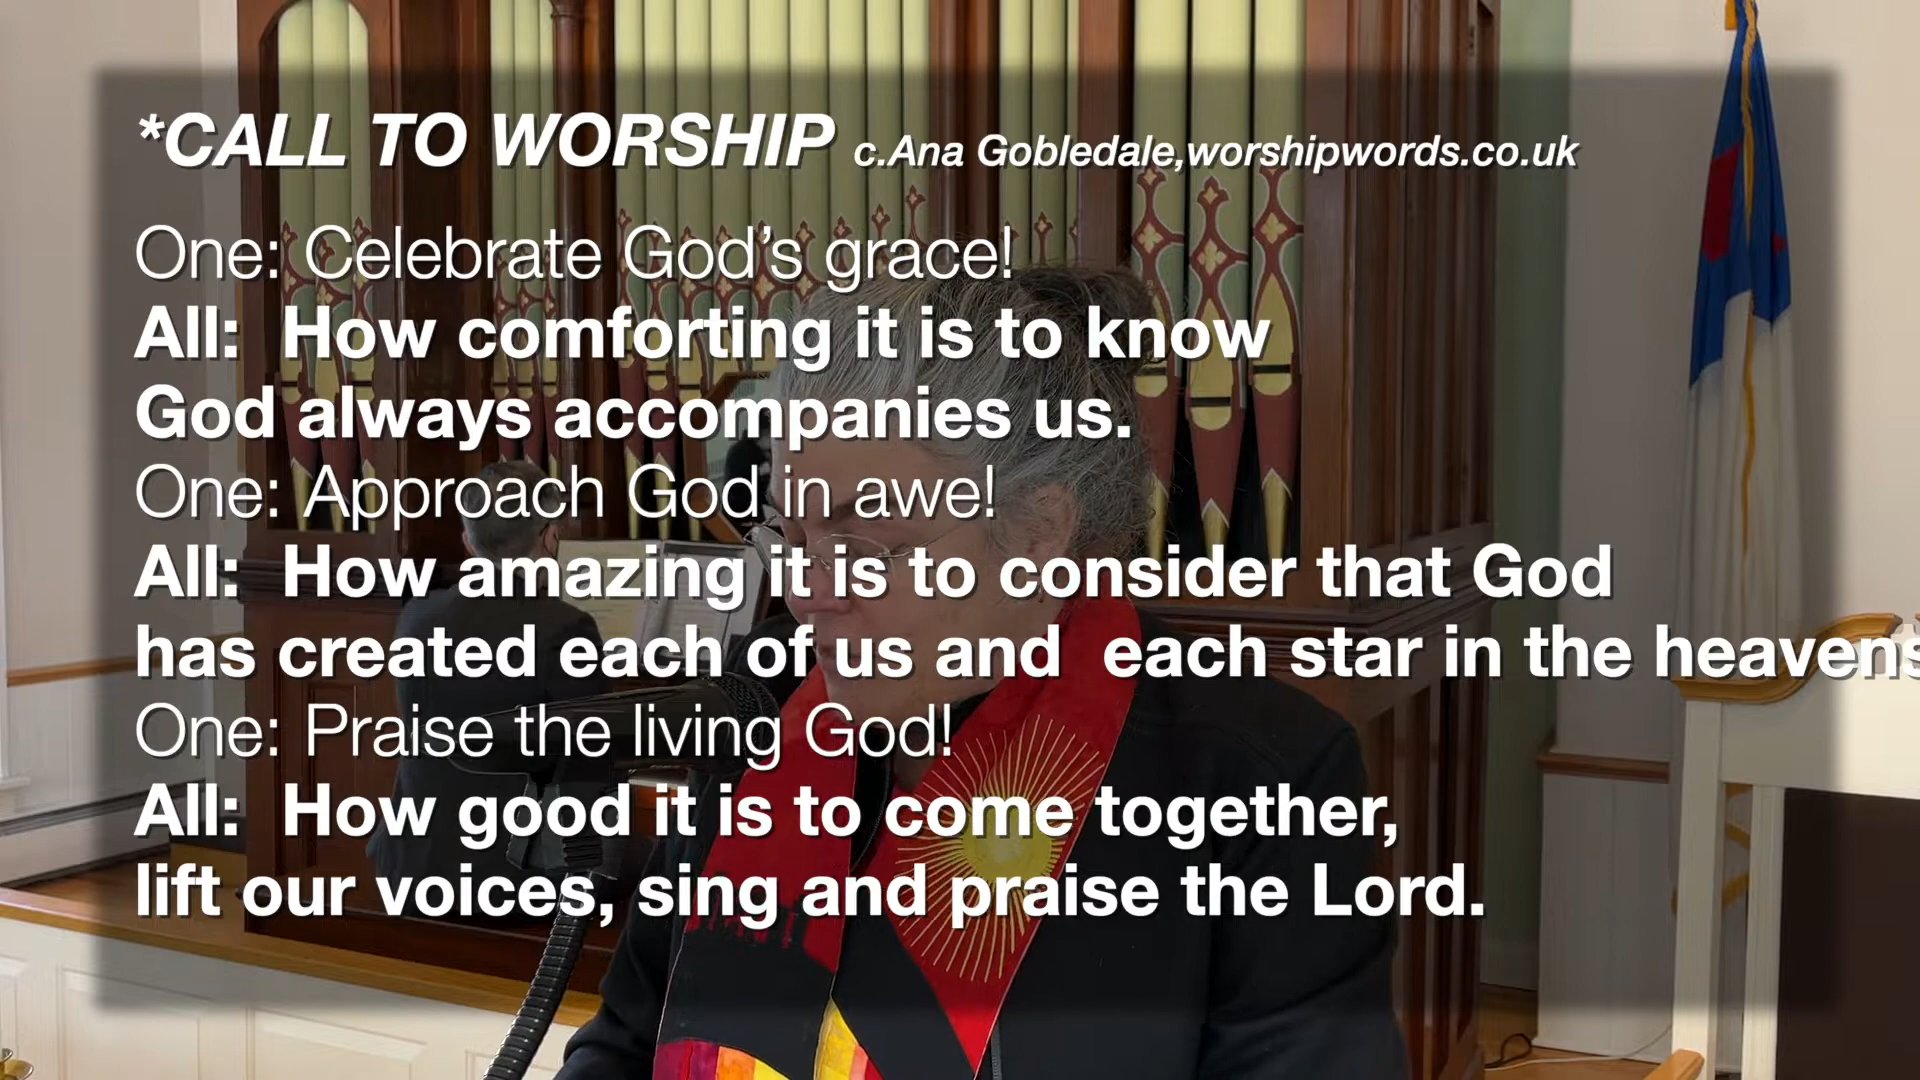 *CALL TO WORSHIP c.Ana Gobledale,worshipwords.co.uk
One: Celebrate God’s grace!
All: How comforting it is to know
God always accompanies us.
One: Approach God in awe!
All: How amazing it is to consider that God
has created each of us and each star in the heavens
One: Praise the living God!
All: How good it is to come together,
lift our voices, sing and praise the Lord.